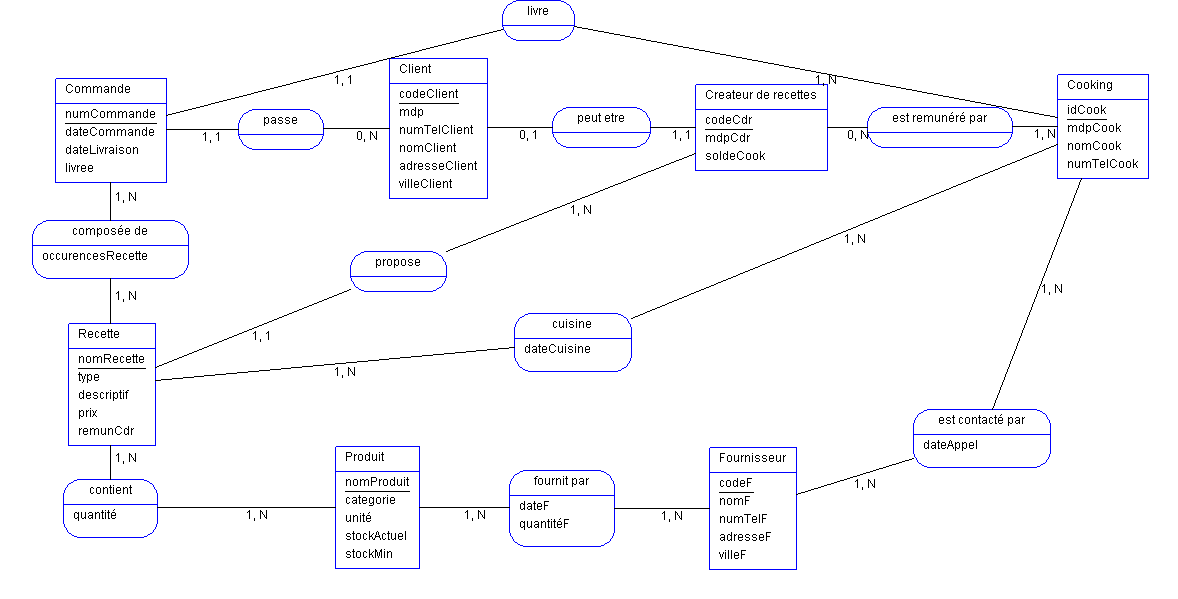 livre
1, 1
1, N
Commande
numCommande
dateCommande
dateLivraison
livree
1, 1
passe
0, N
Client
codeClient
mdp
numTelClient
nomClient
adresseClient
villeClient
0, 1
peut etre
1, 1
Createur de recettes
codeCdr
mdpCdr
soldeCook
0, N
est remunéré par
1, N
Cooking
idCook
mdpCook
nomCook
numTelCook
1, N
composée de
occurencesRecette
1, N
1, N
propose
1, 1
1, N
cuisine
dateCuisine
1, N
1, N
Recette
nomRecette
type
descriptif
prix
remunCdr
1, N
contient
quantité
1, N
Produit
nomProduit
categorie
unité
stockActuel
stockMin
1, N
fournit par
dateF
quantitéF
1, N
Fournisseur
codeF
nomF
numTelF
adresseF
villeF
1, N
est contacté par
dateAppel